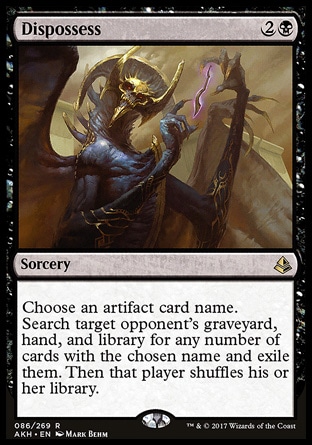 Dispossess 2
Sorcery
Choose an artifact card name.
Search target opponent's graveyard,
hand, and library for any number of
cards with the chosen name and exile
them. Then that player shuffles his or
her library.
086/269 R
AKH • EN Mark Behm
™ & © 2017 Wizards of the Coast